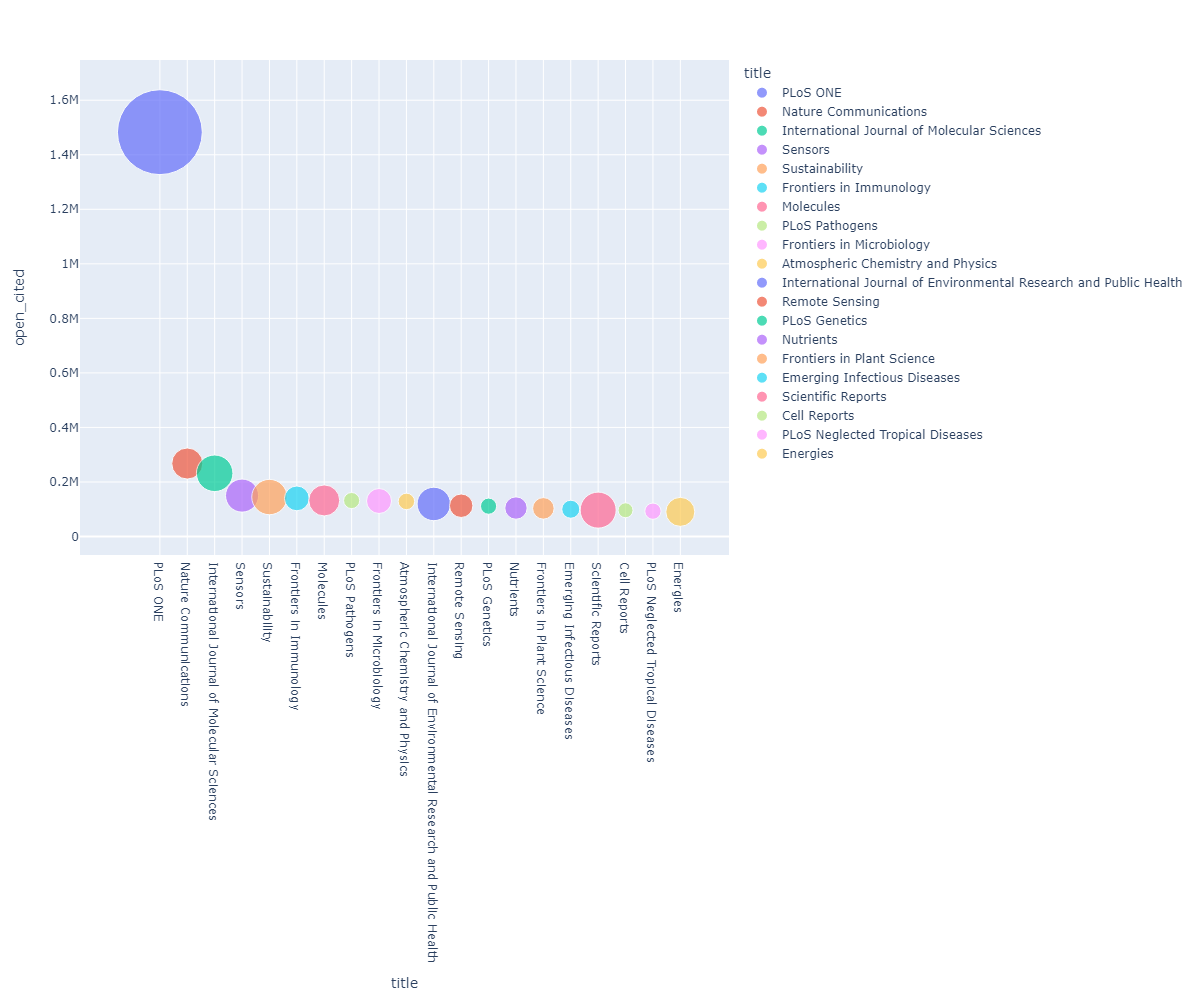 1.6M
1.4M
1.2M
1M
0.8M
0.6M
0.4M
0.2M
0
open_cited
PLoS ONE
Nature Communications
International Journal of Molecular Sciences
Sensors
Sustainability
Frontiers in Immunology
Molecules
PLoS Pathogens
Frontiers in Microbiology
Atmospheric Chemistry and Physics
International Journal of Environmental Research and Public Health
Remote Sensing
PLoS Genetics
Nutrients
Frontiers in Plant Science
Emerging Infectious Diseases
Scientific Reports
Cell Reports
PLoS Neglected Tropical Diseases
Energies
title
title
PLoS ONE
Nature Communications
International Journal of Molecular Sciences
Sensors
Sustainability
Frontiers in Immunology
Molecules
PLoS Pathogens
Frontiers in Microbiology
Atmospheric Chemistry and Physics
International Journal of Environmental Research and Public Health
Remote Sensing
PLoS Genetics
Nutrients
Frontiers in Plant Science
Emerging Infectious Diseases
Scientific Reports
Cell Reports
PLoS Neglected Tropical Diseases
Energies